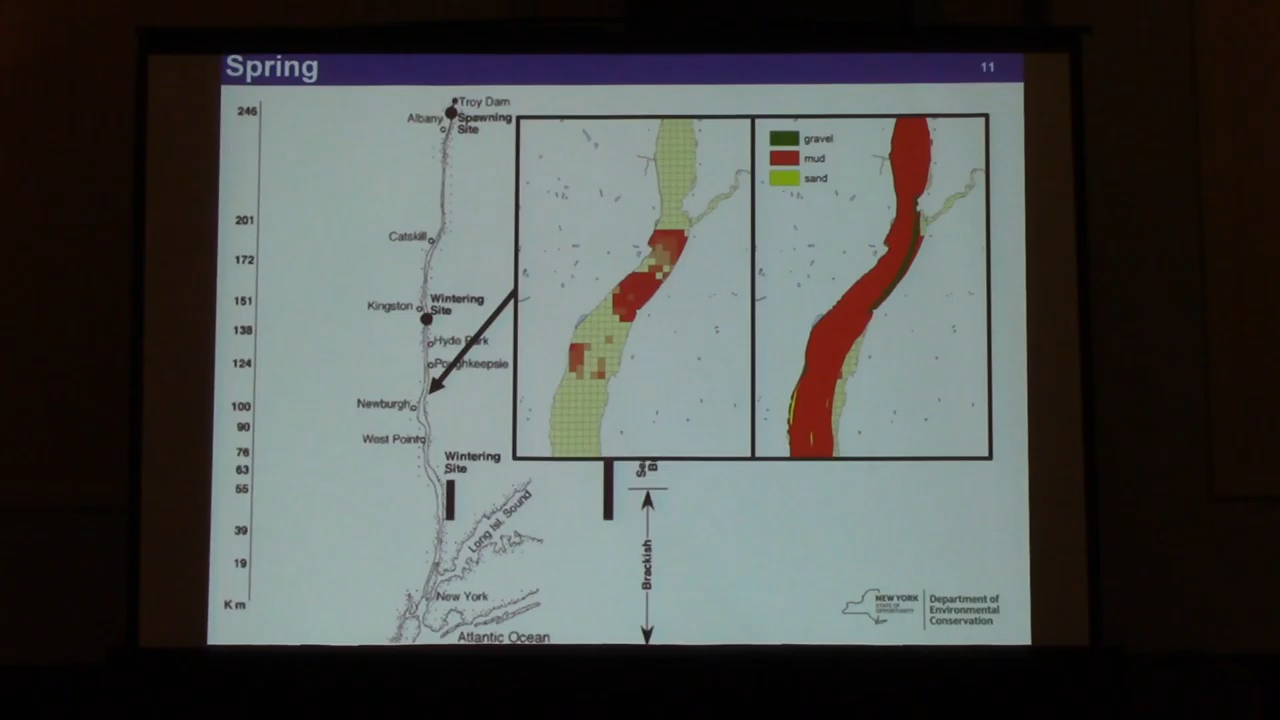 Spring
11
246
201
172
151
138
124
100
90
76
63
55
39
19
Km
Troy Dam
Albany
Spawning
Site
Catskill
Kingston
Wintering
Site
Hyde Park
Poughkeepsie
Newburgh
West Point
Wintering
Site
Long Isl. Sound
New York
Atlantic Ocean
gravel
mud
sand
Brackish
NEW YORK
STATE OF
OPPORTUNITY
Department of
Environmental
Conservation